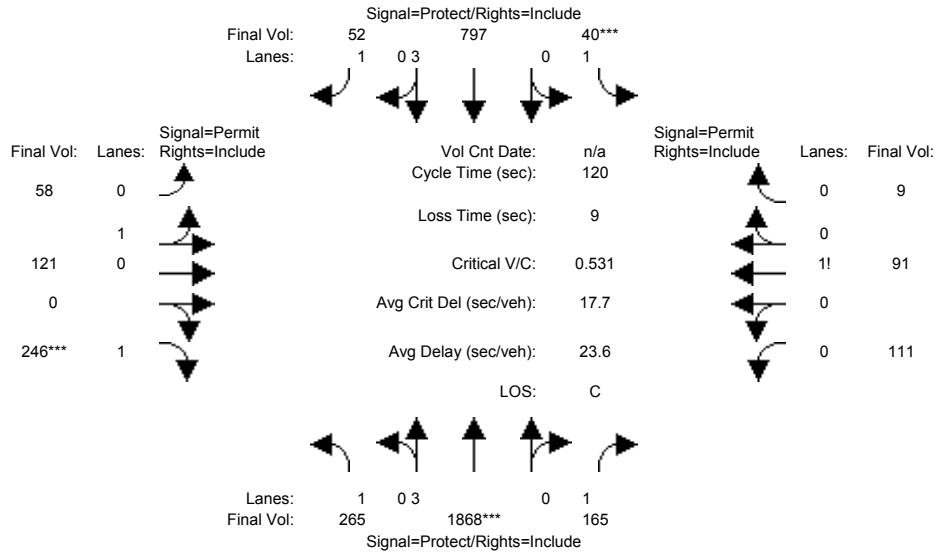 Signal=Protect/Rights=Include
Final Vol: 52 797 40***
Lanes: 1 0 3 0 1
Signal=Permit
Final Vol: Lanes: Rights=Include
Vol Cnt Date: n/a
Signal=Permit
Rights=Include Lanes: Final Vol:
Cycle Time (sec): 120
58 0
0 9
Loss Time (sec): 9
1
0
121 0
Critical V/C: 0.531
1! 91
0
Avg Crit Del (sec/veh): 17.7
0
246*** 1
Avg Delay (sec/veh): 23.6
0 111
LOS: C
Lanes: 1 0 3 0 1
Final Vol: 265 1868*** 165
Signal=Protect/Rights=Include